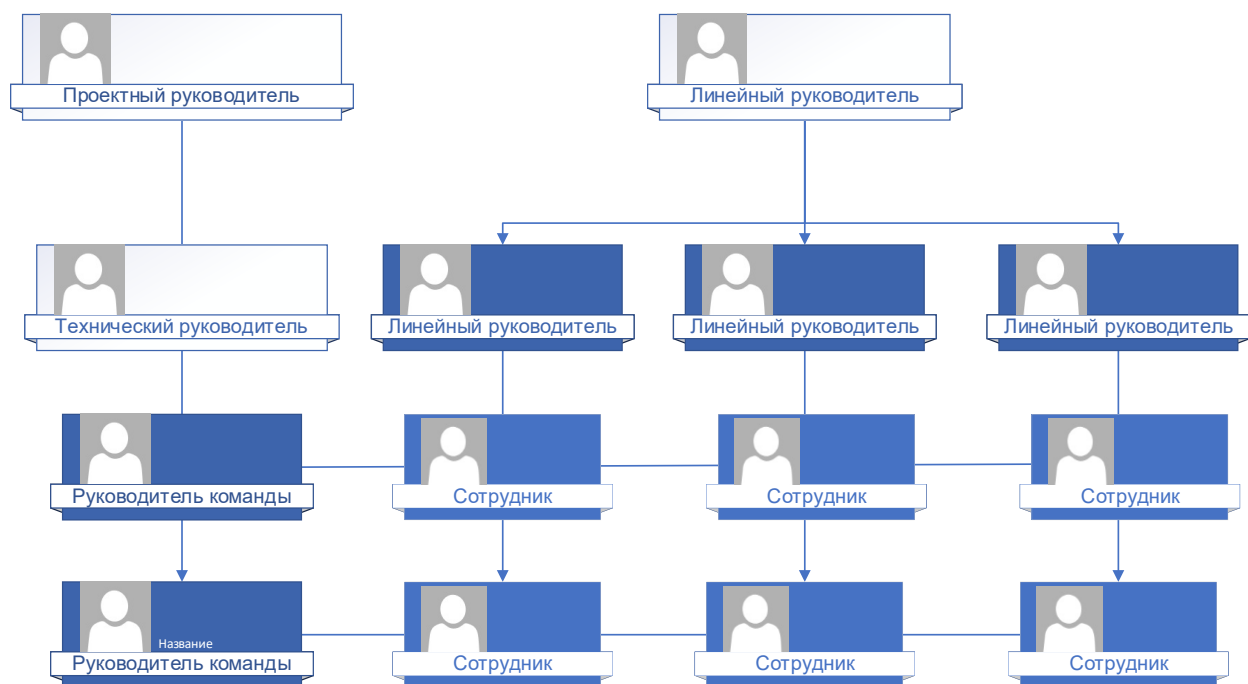 Проектный руководитель
Линейный руководитель
Технический руководитель
Линейный руководитель
Линейный руководитель
Линейный руководитель
Руководитель команды
Сотрудник
Сотрудник
Сотрудник
Название
Руководитель команды
Сотрудник
Сотрудник
Сотрудник